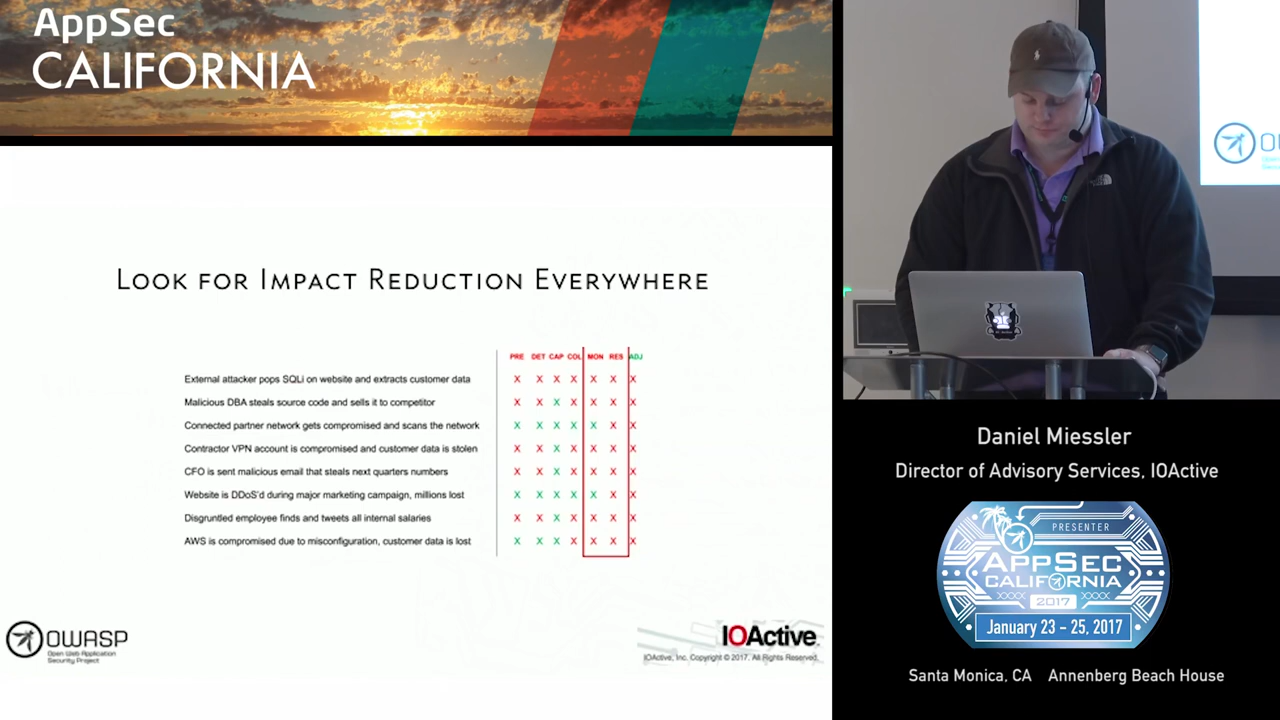 AppSec
CALIFORNIA
LOOK FOR IMPACT REDUCTION EVERYWHERE
PRE DET CAP COL MON RES ADJ
External attacker pops SQLi on website and extracts customer data X X X X X X X
Malicious DBA steals source code and sells it to competitor X X X X X X X
Connected partner network gets compromised and scans the network X X X X X X X
Contractor VPN account is compromised and customer data is stolen X X X X X X X
CFO is sent malicious email that steals next quarters numbers X X X X X X X
Website is DDoS'd during major marketing campaign, millions lost X X X X X X X
Disgruntled employee finds and tweets all internal salaries X X X X X X X
AWS is compromised due to misconfiguration, customer data is lost X X X X X X X
OWASP
Open Web Application
Security Project
IOActive
IOActive, Inc. Copyright © 2017. All Rights Reserved.
Daniel Miessler
Director of Advisory Services, IOActive
PRESENTER
APPSEC
CALIFORNIA
2017
January 23 - 25, 2017
Santa Monica, CA Annenberg Beach House